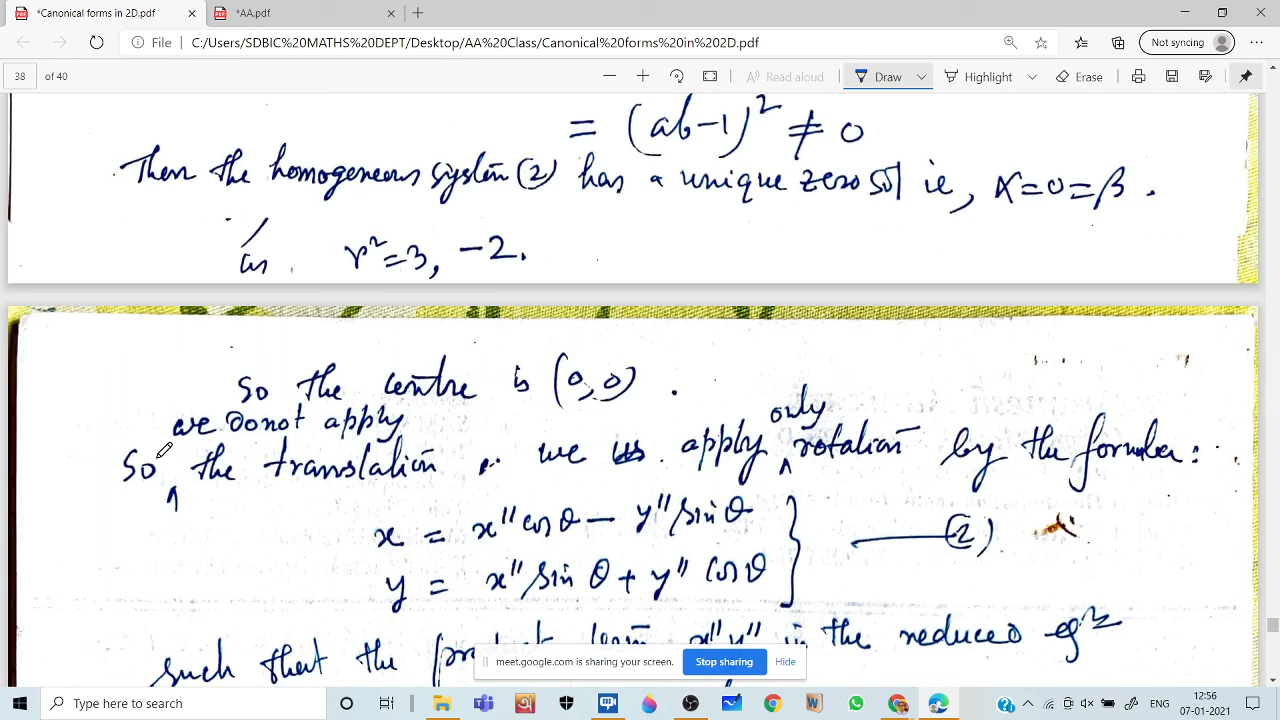 *Canonical forms in 2D.pdf
*AA.pdf
File C:/Users/SDBIC%20MATHS%20DEPT/Desktop/AA%20Class/Canonical%20forms%20in%202D.pdf
Not syncing
38 of 40
Read aloud
Draw
Highlight
Erase
= (ab-1)² ≠ 0
Then the homogeneous system (2) has a unique zero sol ie, α=0=β.
as r²=3, -2.
So the centre is (0,0).
we do not apply
only
So ∧ the translation we apply ∧ rotation by the formula:
x = x'' cos θ - y'' sin θ
(2)
y = x'' sin θ + y'' cos θ
such that the x''y'' in the reduced eqⁿ
meet.google.com is sharing your screen.
Stop sharing
Hide
Type here to search
ENG
12:56
07-01-2021